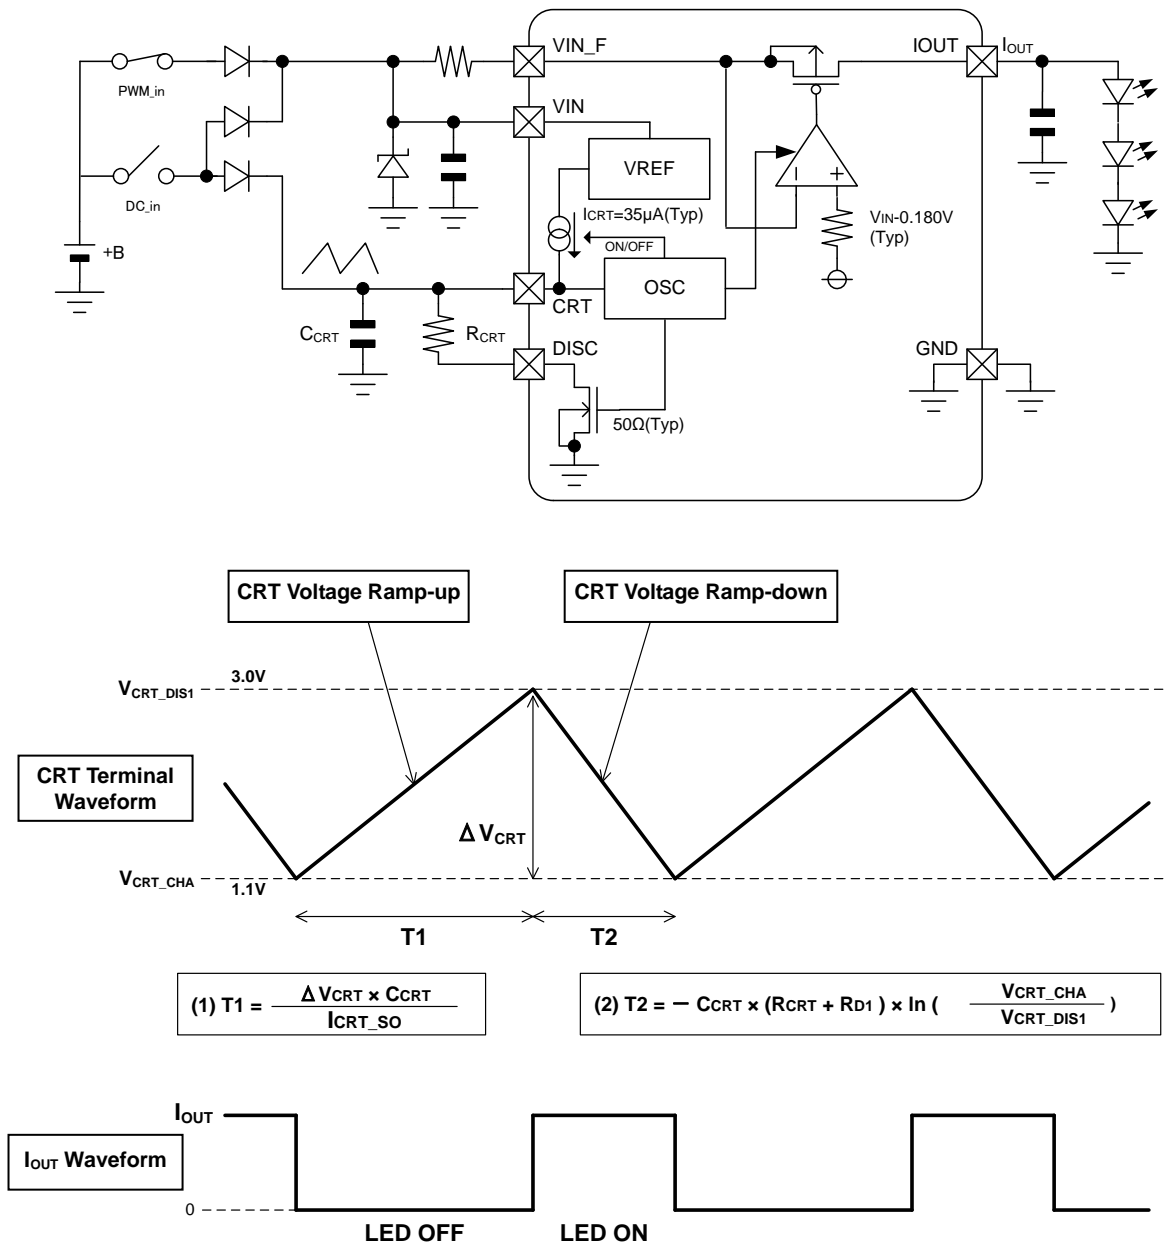 VIN_F
IOUT
IOUT
PWM_in
VIN
VREF
DC_in
ICRT=35µA(Typ)
VIN-0.180V
(Typ)
+B
ON/OFF
OSC
CRT
CCRT
RCRT
DISC
GND
50Ω(Typ)
CRT Voltage Ramp-up
CRT Voltage Ramp-down
VCRT_DIS1
3.0V
CRT Terminal
Waveform
Δ VCRT
VCRT_CHA
1.1V
T1
T2
(1) T1 = Δ VCRT × CCRT / ICRT_SO
(2) T2 = − CCRT × (RCRT + RD1 ) × ln ( VCRT_CHA / VCRT_DIS1 )
IOUT
IOUT Waveform
0
LED OFF
LED ON